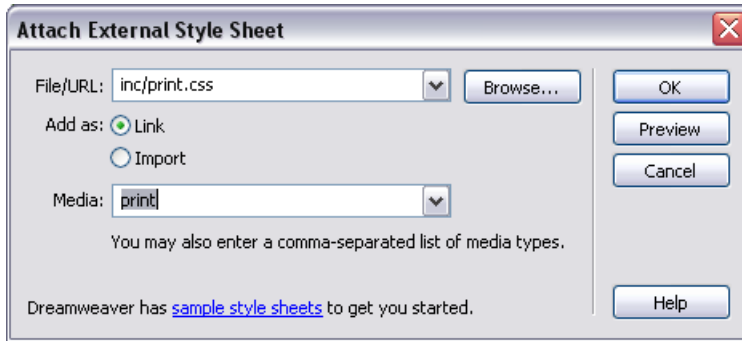 Attach External Style Sheet
File/URL: inc/print.css Browse... OK
Add as: Link Preview
Import Cancel
Media: print
You may also enter a comma-separated list of media types.
Dreamweaver has sample style sheets to get you started. Help